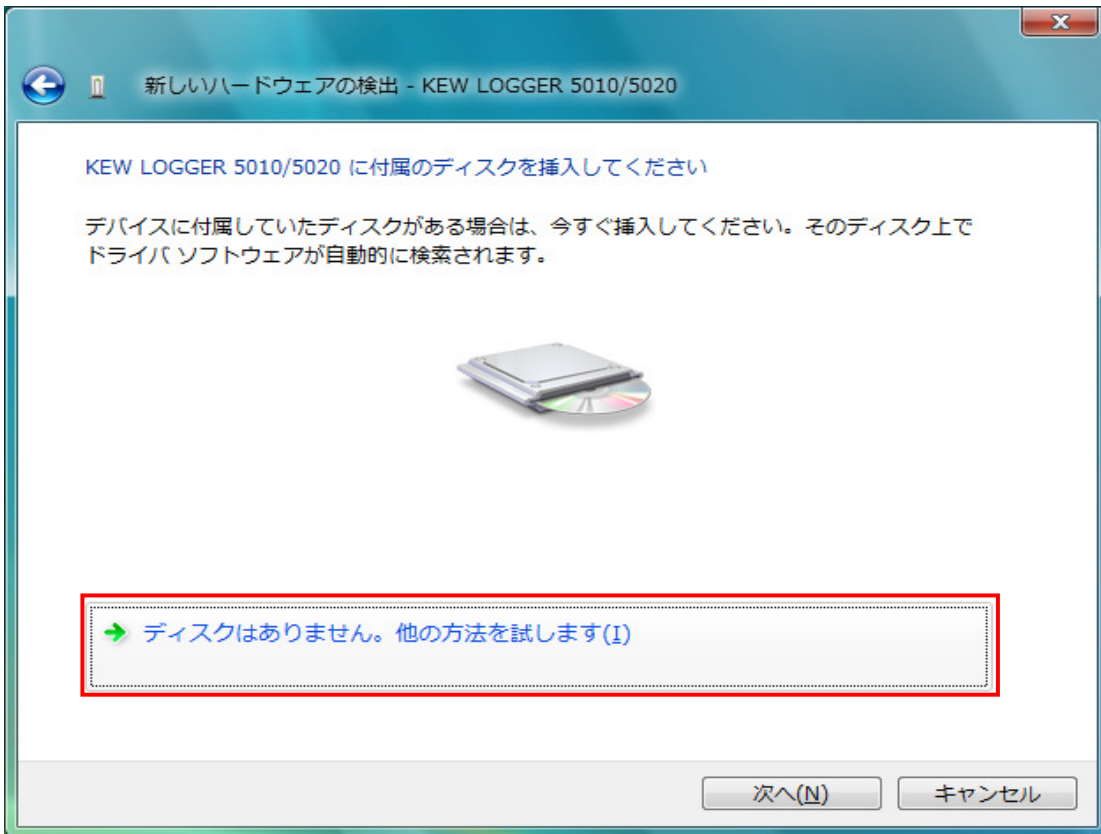 新しいハードウェアの検出 - KEW LOGGER 5010/5020
KEW LOGGER 5010/5020 に付属のディスクを挿入してください
デバイスに付属していたディスクがある場合は、今すぐ挿入してください。そのディスク上で
ドライバ ソフトウェアが自動的に検索されます。
ディスクはありません。他の方法を試します(I)
次へ(N)
キャンセル